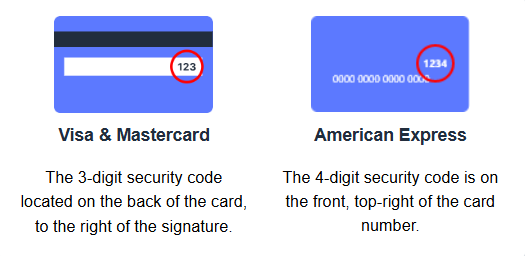 123
1234
0000 0000 0000 0000
Visa & Mastercard
American Express
The 3-digit security code
located on the back of the card,
to the right of the signature.
The 4-digit security code is on
the front, top-right of the card
number.